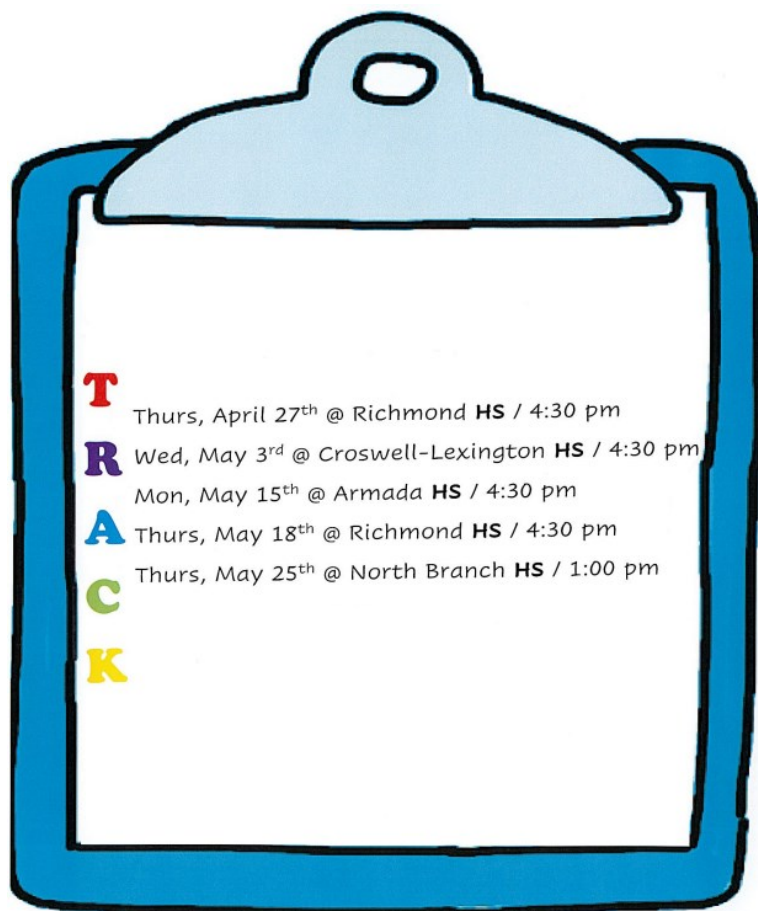 T
Thurs, April 27th @ Richmond HS / 4:30 pm
R
Wed, May 3rd @ Croswell-Lexington HS / 4:30 pm
Mon, May 15th @ Armada HS / 4:30 pm
A
Thurs, May 18th @ Richmond HS / 4:30 pm
Thurs, May 25th @ North Branch HS / 1:00 pm
C
K